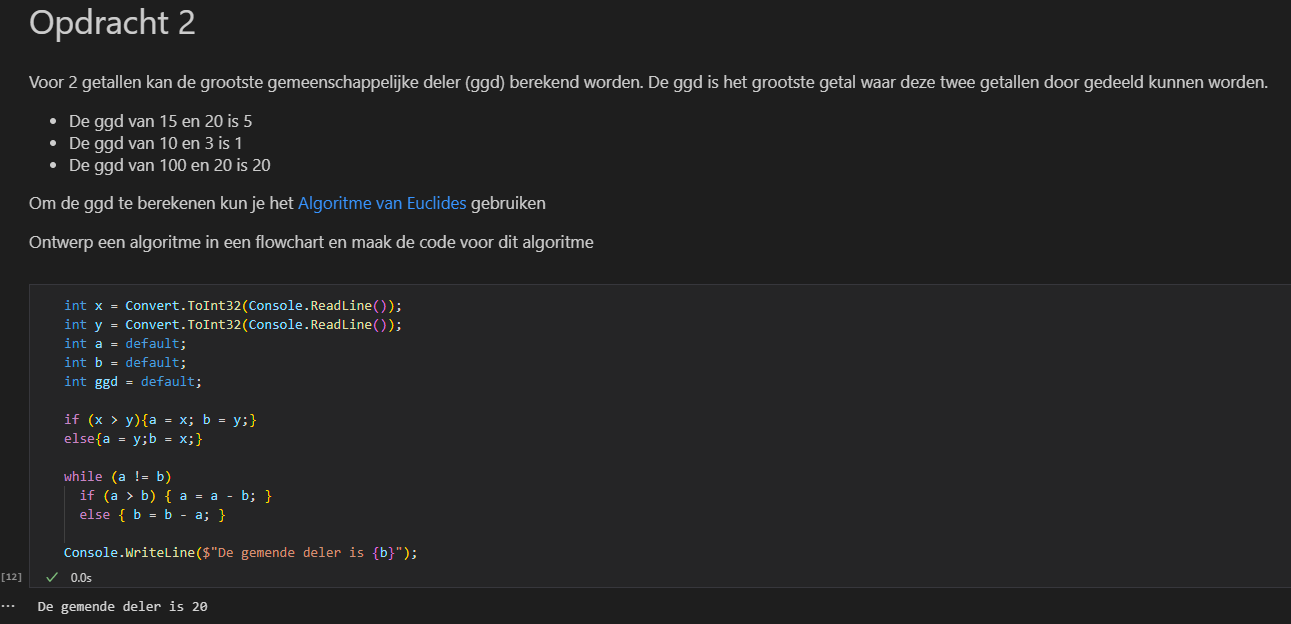 Opdracht 2
Voor 2 getallen kan de grootste gemeenschappelijke deler (ggd) berekend worden. De ggd is het grootste getal waar deze twee getallen door gedeeld kunnen worden.
• De ggd van 15 en 20 is 5
• De ggd van 10 en 3 is 1
• De ggd van 100 en 20 is 20
Om de ggd te berekenen kun je het Algoritme van Euclides gebruiken
Ontwerp een algoritme in een flowchart en maak de code voor dit algoritme
int x = Convert.ToInt32(Console.ReadLine());
int y = Convert.ToInt32(Console.ReadLine());
int a = default;
int b = default;
int ggd = default;
if (x > y){a = x; b = y;}
else{a = y;b = x;}
while (a != b)
if (a > b) { a = a - b; }
else { b = b - a; }
Console.WriteLine($"De gemende deler is {b}");
[12] ✓ 0.0s
··· De gemende deler is 20